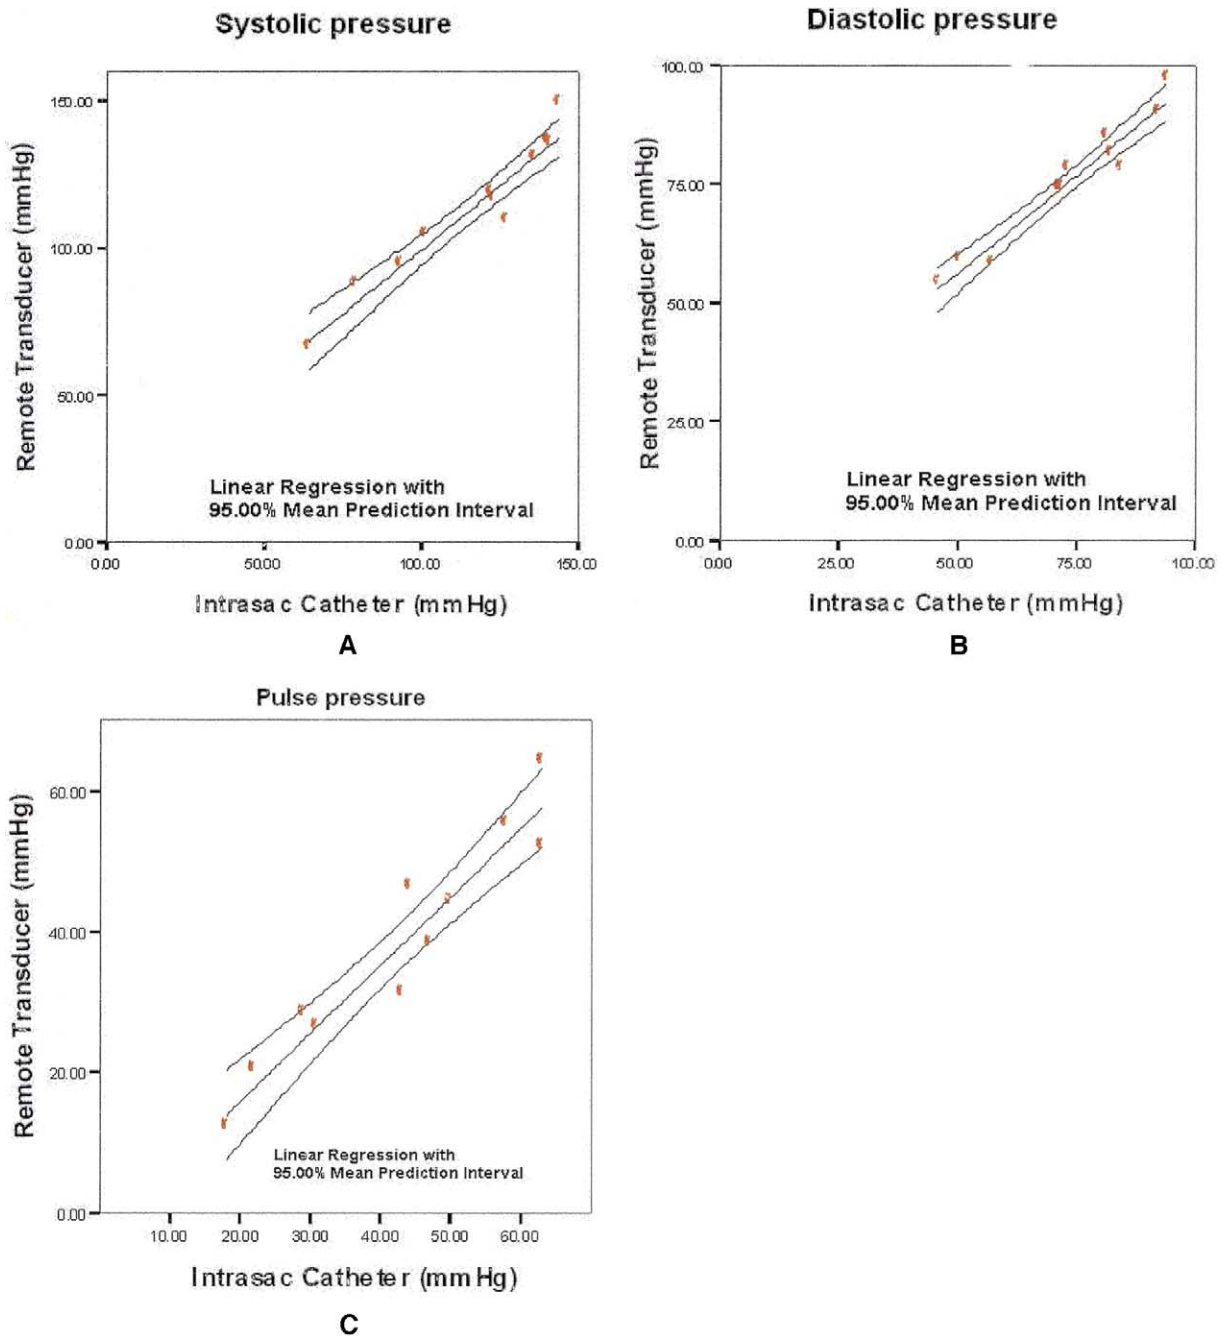 Systolic pressure
Remote Transducer (mmHg)
150.00
100.00
50.00
0.00
Linear Regression with
95.00% Mean Prediction Interval
0.00 50.00 100.00 150.00
Intrasac Catheter (mmHg)
A
Diastolic pressure
Remote Transducer (mmHg)
100.00
75.00
50.00
25.00
0.00
Linear Regression with
95.00% Mean Prediction Interval
0.00 25.00 50.00 75.00 100.00
Intrasac Catheter (mmHg)
B
Pulse pressure
Remote Transducer (mmHg)
60.00
40.00
20.00
0.00
Linear Regression with
95.00% Mean Prediction Interval
10.00 20.00 30.00 40.00 50.00 60.00
Intrasac Catheter (mmHg)
C